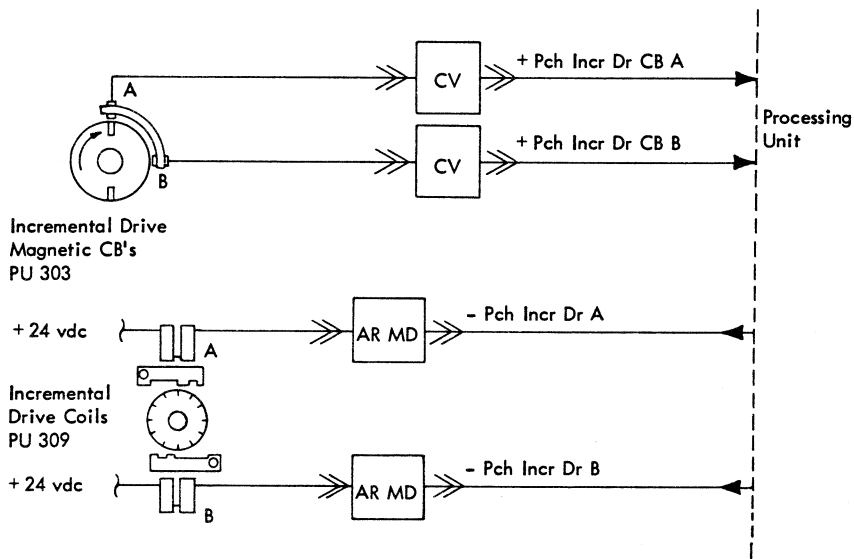 A
CV
+ Pch Incr Dr CB A
Processing
Unit
B
CV
+ Pch Incr Dr CB B
Incremental Drive
Magnetic CB's
PU 303
+ 24 vdc
A
AR MD
- Pch Incr Dr A
Incremental
Drive Coils
PU 309
+ 24 vdc
B
AR MD
- Pch Incr Dr B